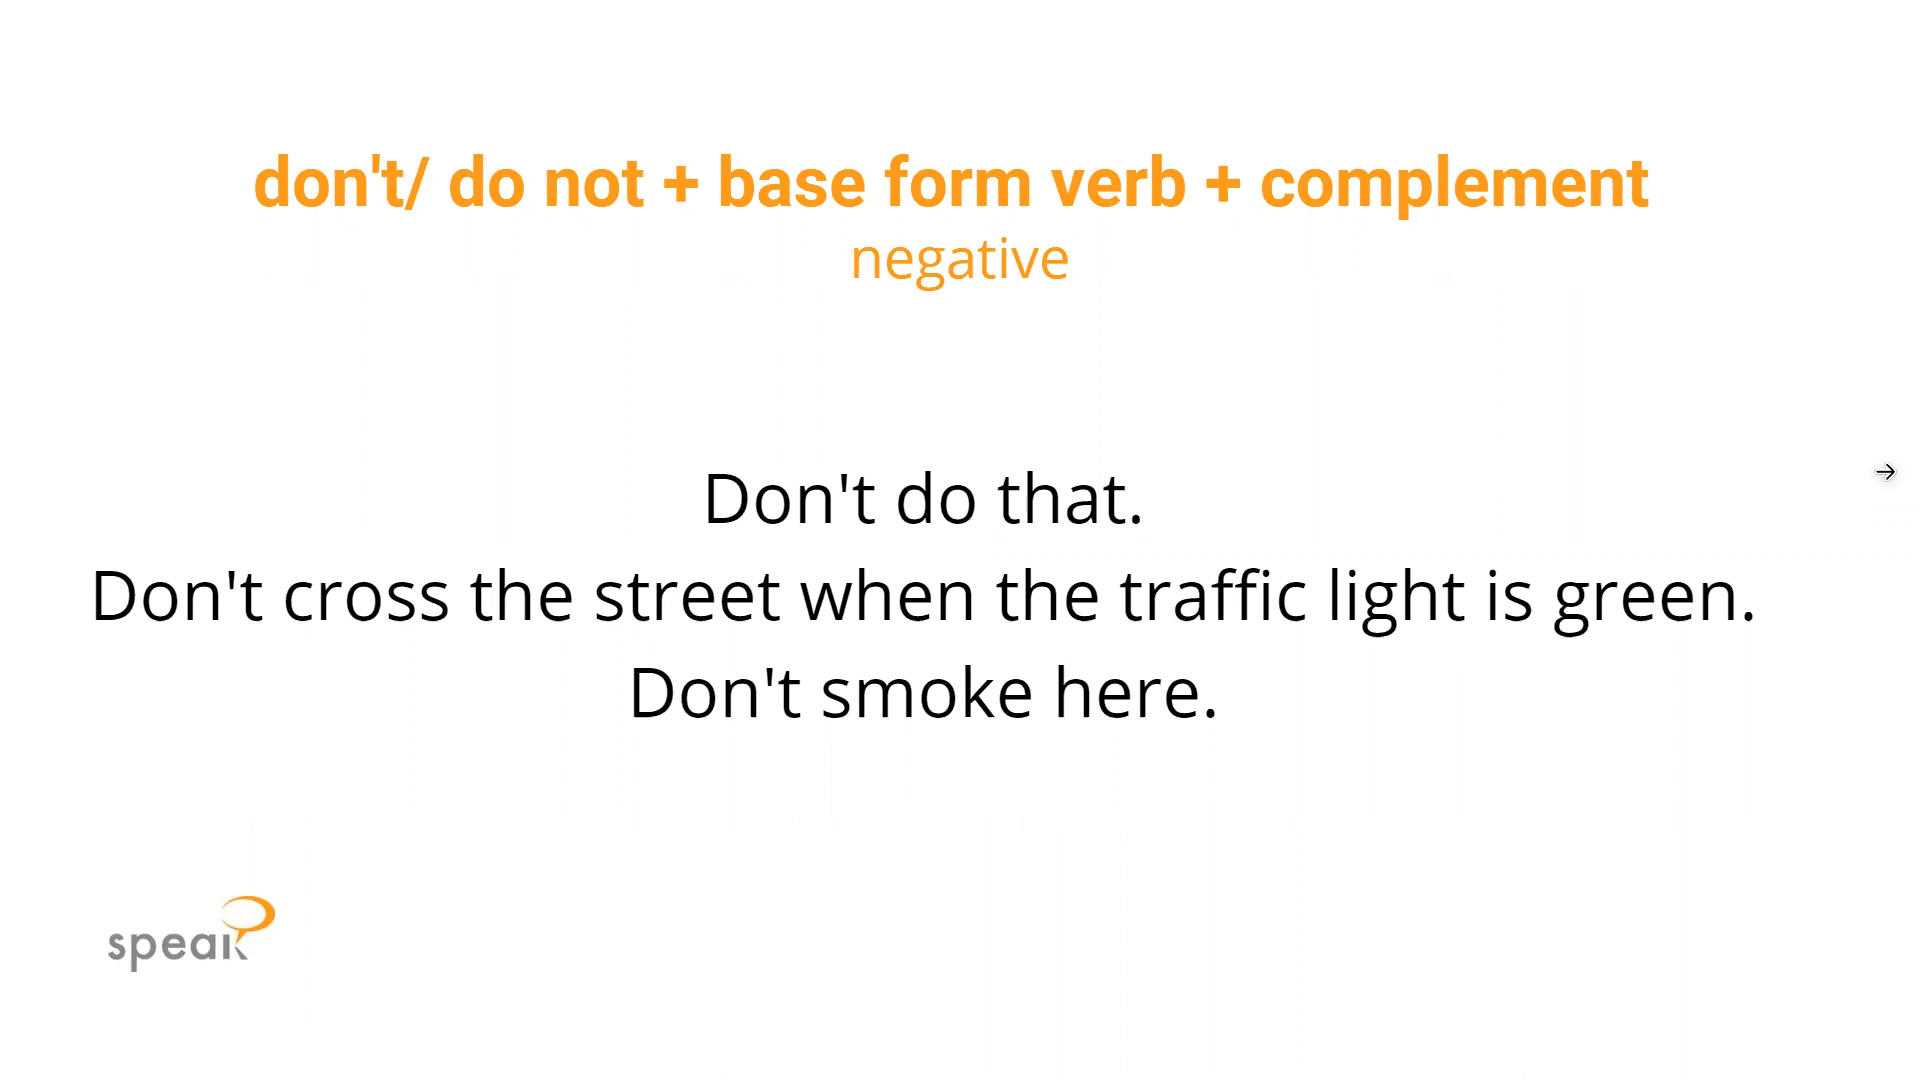 don't/ do not + base form verb + complement
negative
Don't do that.
Don't cross the street when the traffic light is green.
Don't smoke here.
speak